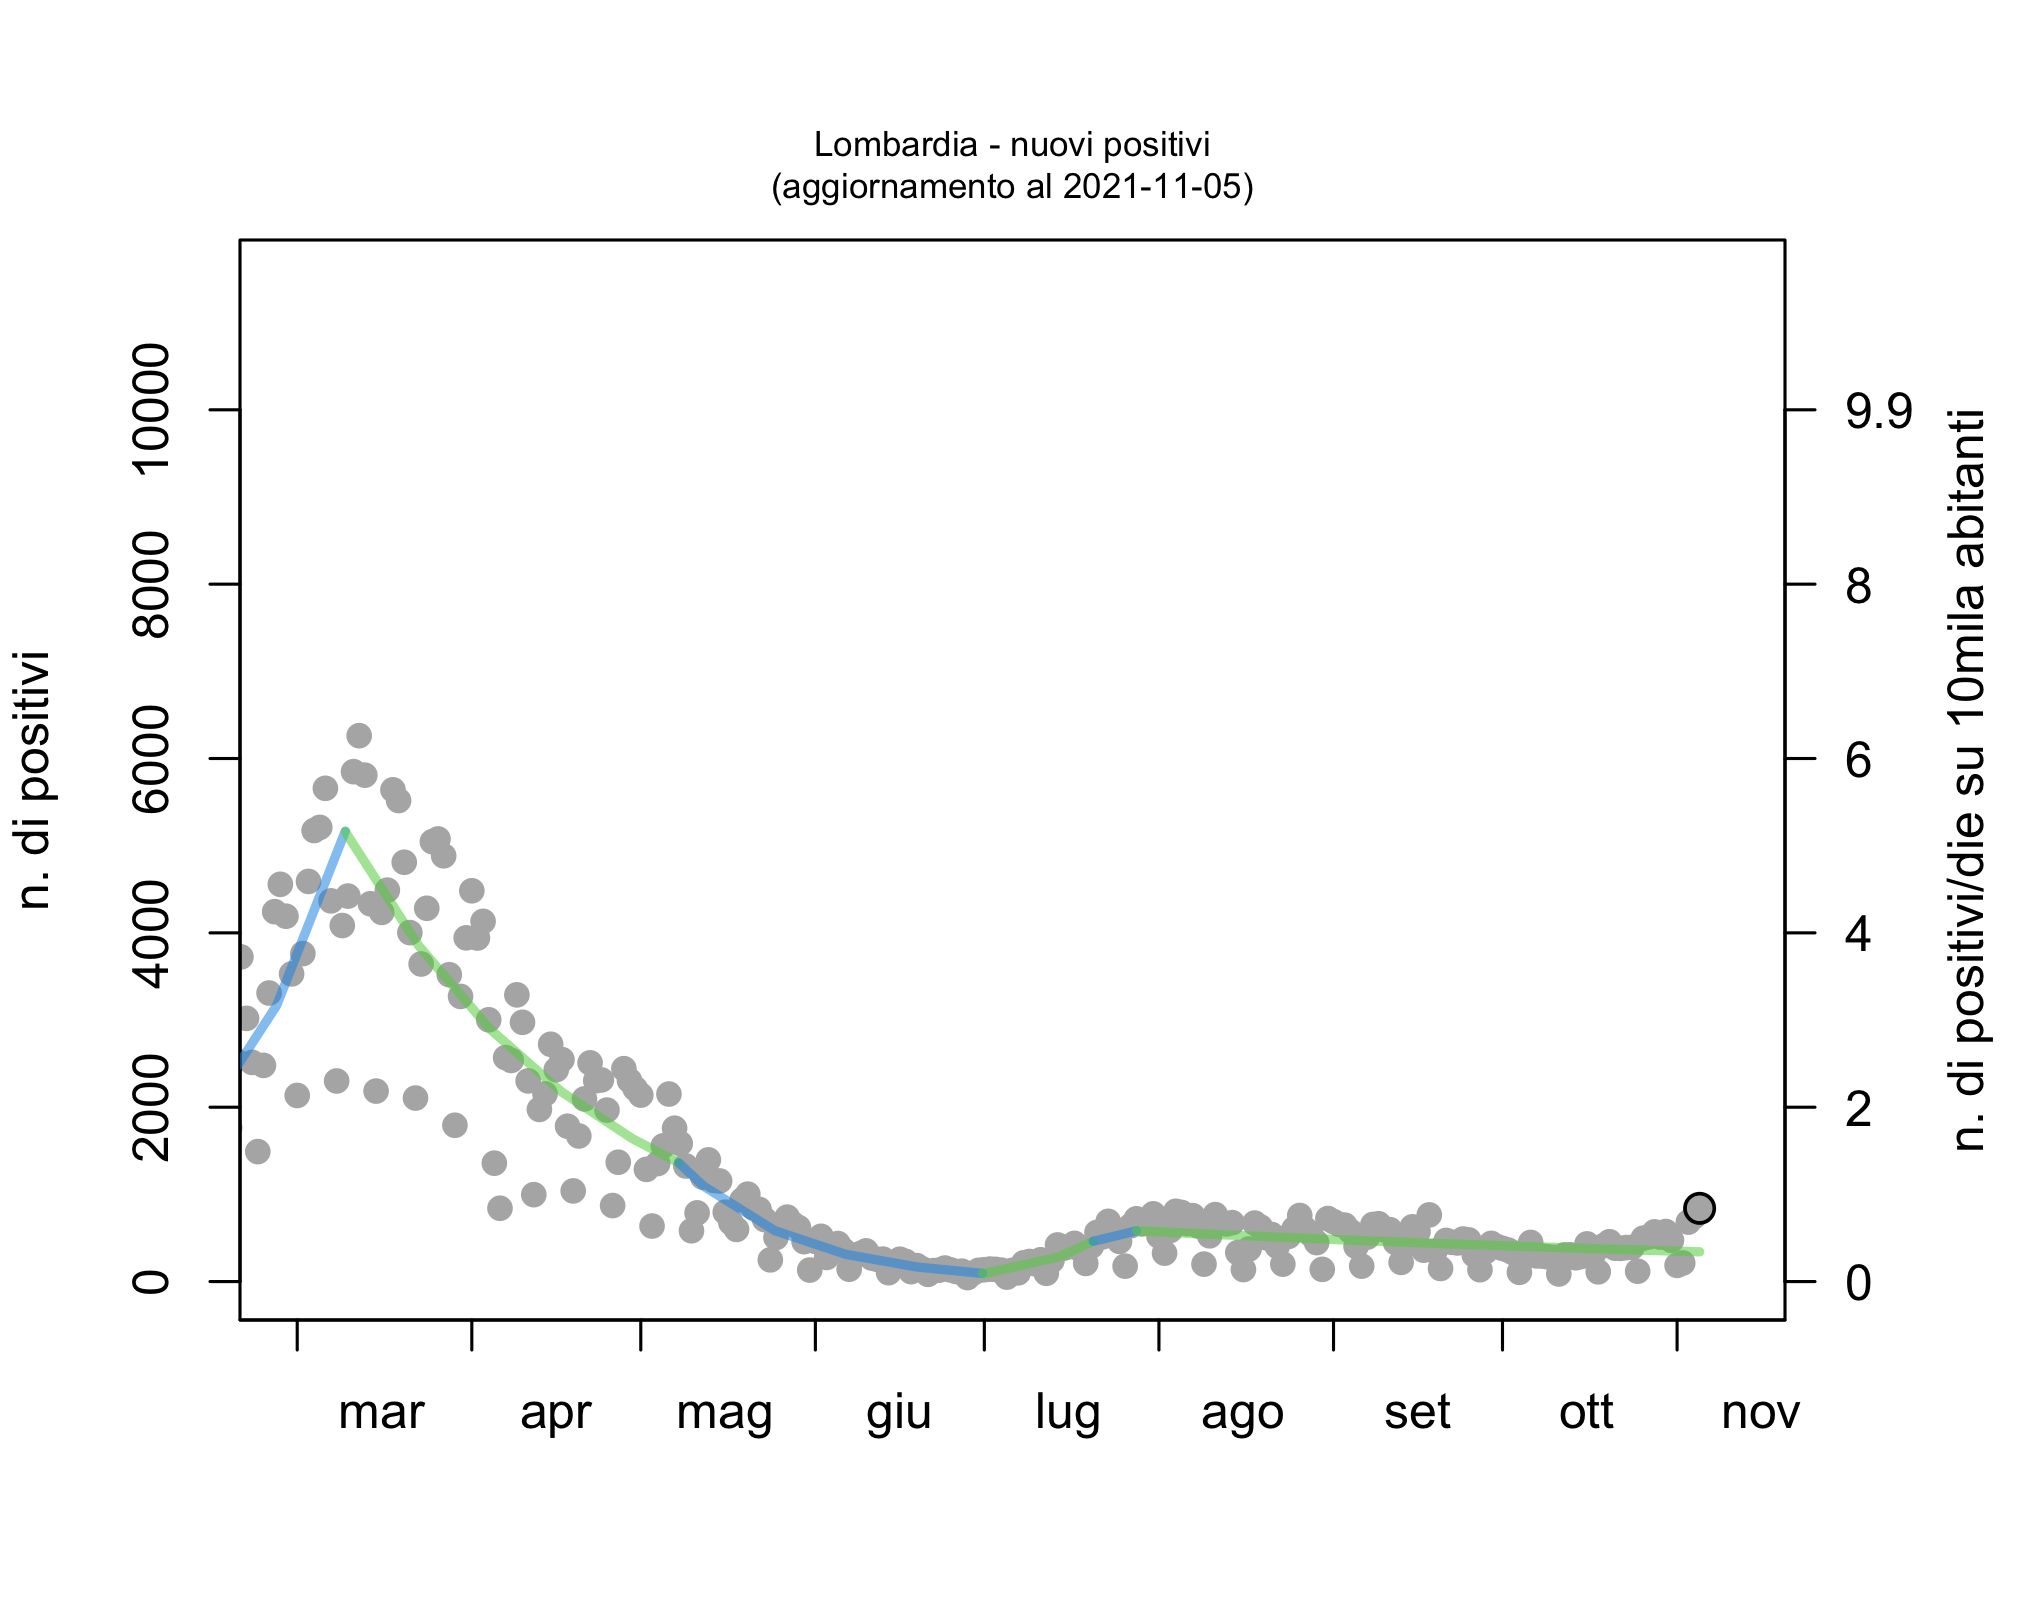 Lombardia - nuovi positivi
(aggiornamento al 2021-11-05)
n. di positivi
10000
8000
6000
4000
2000
0
9.9
8
6
4
2
0
n. di positivi/die su 10mila abitanti
mar apr mag giu lug ago set ott nov